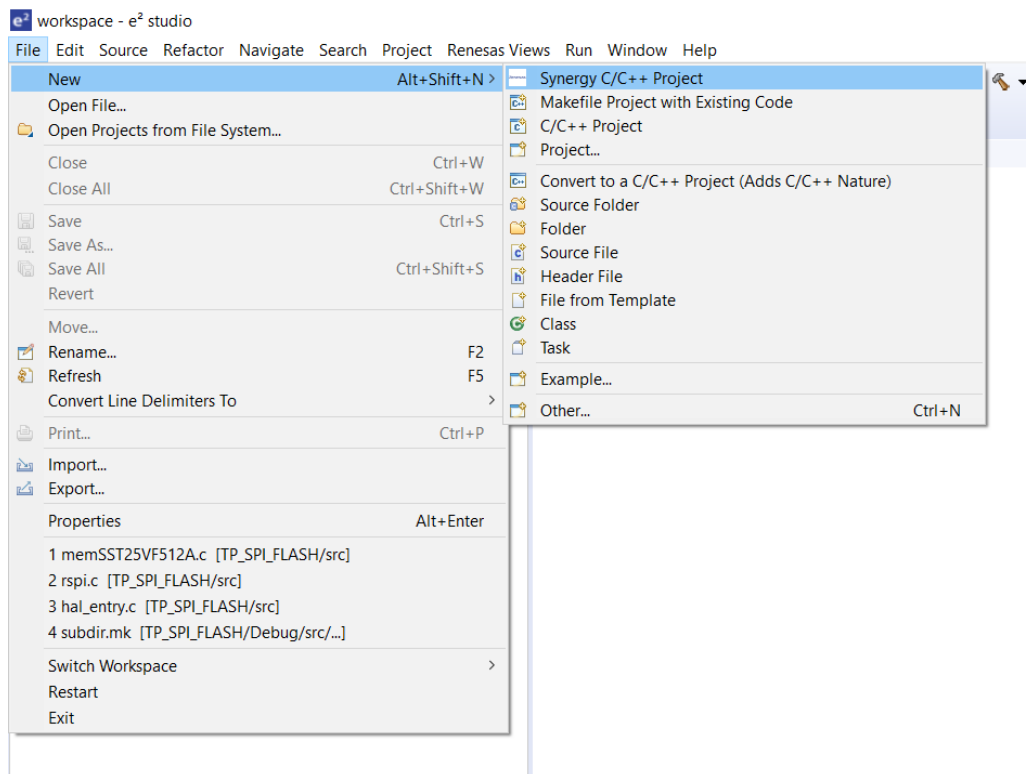 e² workspace - e² studio
File Edit Source Refactor Navigate Search Project Renesas Views Run Window Help
New Alt+Shift+N >
Open File...
Open Projects from File System...
Close Ctrl+W
Close All Ctrl+Shift+W
Save Ctrl+S
Save As...
Save All Ctrl+Shift+S
Revert
Move...
Rename... F2
Refresh F5
Convert Line Delimiters To >
Print... Ctrl+P
Import...
Export...
Properties Alt+Enter
1 memSST25VF512A.c [TP_SPI_FLASH/src]
2 rspi.c [TP_SPI_FLASH/src]
3 hal_entry.c [TP_SPI_FLASH/src]
4 subdir.mk [TP_SPI_FLASH/Debug/src/...]
Switch Workspace >
Restart
Exit
Synergy C/C++ Project
Makefile Project with Existing Code
C/C++ Project
Project...
Convert to a C/C++ Project (Adds C/C++ Nature)
Source Folder
Folder
Source File
Header File
File from Template
Class
Task
Example...
Other... Ctrl+N